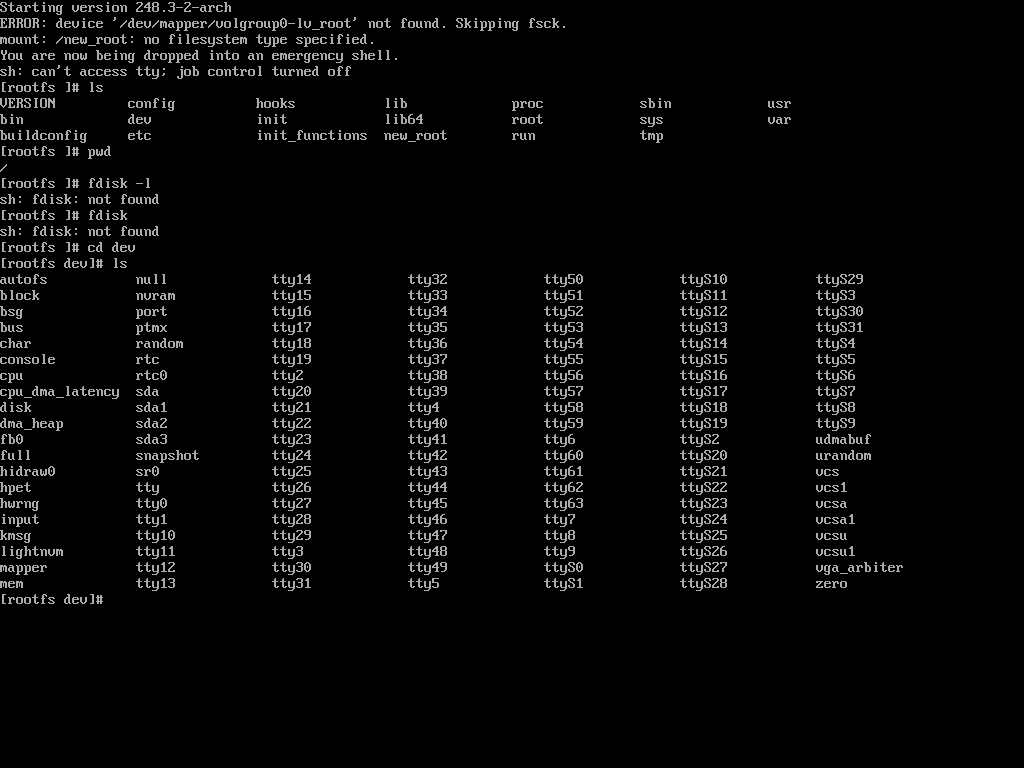 Starting version 248.3-2-arch
ERROR: device '/dev/mapper/volgroup0-lv_root' not found. Skipping fsck.
mount: /new_root: no filesystem type specified.
You are now being dropped into an emergency shell.
sh: can't access tty; job control turned off
[rootfs ]# ls
VERSION config hooks lib proc sbin usr
bin dev init lib64 root sys var
buildconfig etc init_functions new_root run tmp
[rootfs ]# pwd
/
[rootfs ]# fdisk -l
sh: fdisk: not found
[rootfs ]# fdisk
sh: fdisk: not found
[rootfs ]# cd dev
[rootfs dev]# ls
autofs null tty14 tty32 tty50 ttyS10 ttyS29
block nvram tty15 tty33 tty51 ttyS11 ttyS3
bsg port tty16 tty34 tty52 ttyS12 ttyS30
bus ptmx tty17 tty35 tty53 ttyS13 ttyS31
char random tty18 tty36 tty54 ttyS14 ttyS4
console rtc tty19 tty37 tty55 ttyS15 ttyS5
cpu rtc0 tty2 tty38 tty56 ttyS16 ttyS6
cpu_dma_latency sda tty20 tty39 tty57 ttyS17 ttyS7
disk sda1 tty21 tty4 tty58 ttyS18 ttyS8
dma_heap sda2 tty22 tty40 tty59 ttyS19 ttyS9
fb0 sda3 tty23 tty41 tty6 ttyS2 udmabuf
full snapshot tty24 tty42 tty60 ttyS20 urandom
hidraw0 sr0 tty25 tty43 tty61 ttyS21 vcs
hpet tty tty26 tty44 tty62 ttyS22 vcs1
hwrng tty0 tty27 tty45 tty63 ttyS23 vcsa
input tty1 tty28 tty46 tty7 ttyS24 vcsa1
kmsg tty10 tty29 tty47 tty8 ttyS25 vcsu
lightnvm tty11 tty3 tty48 tty9 ttyS26 vcsu1
mapper tty12 tty30 tty49 ttyS0 ttyS27 vga_arbiter
mem tty13 tty31 tty5 ttyS1 ttyS28 zero
[rootfs dev]#